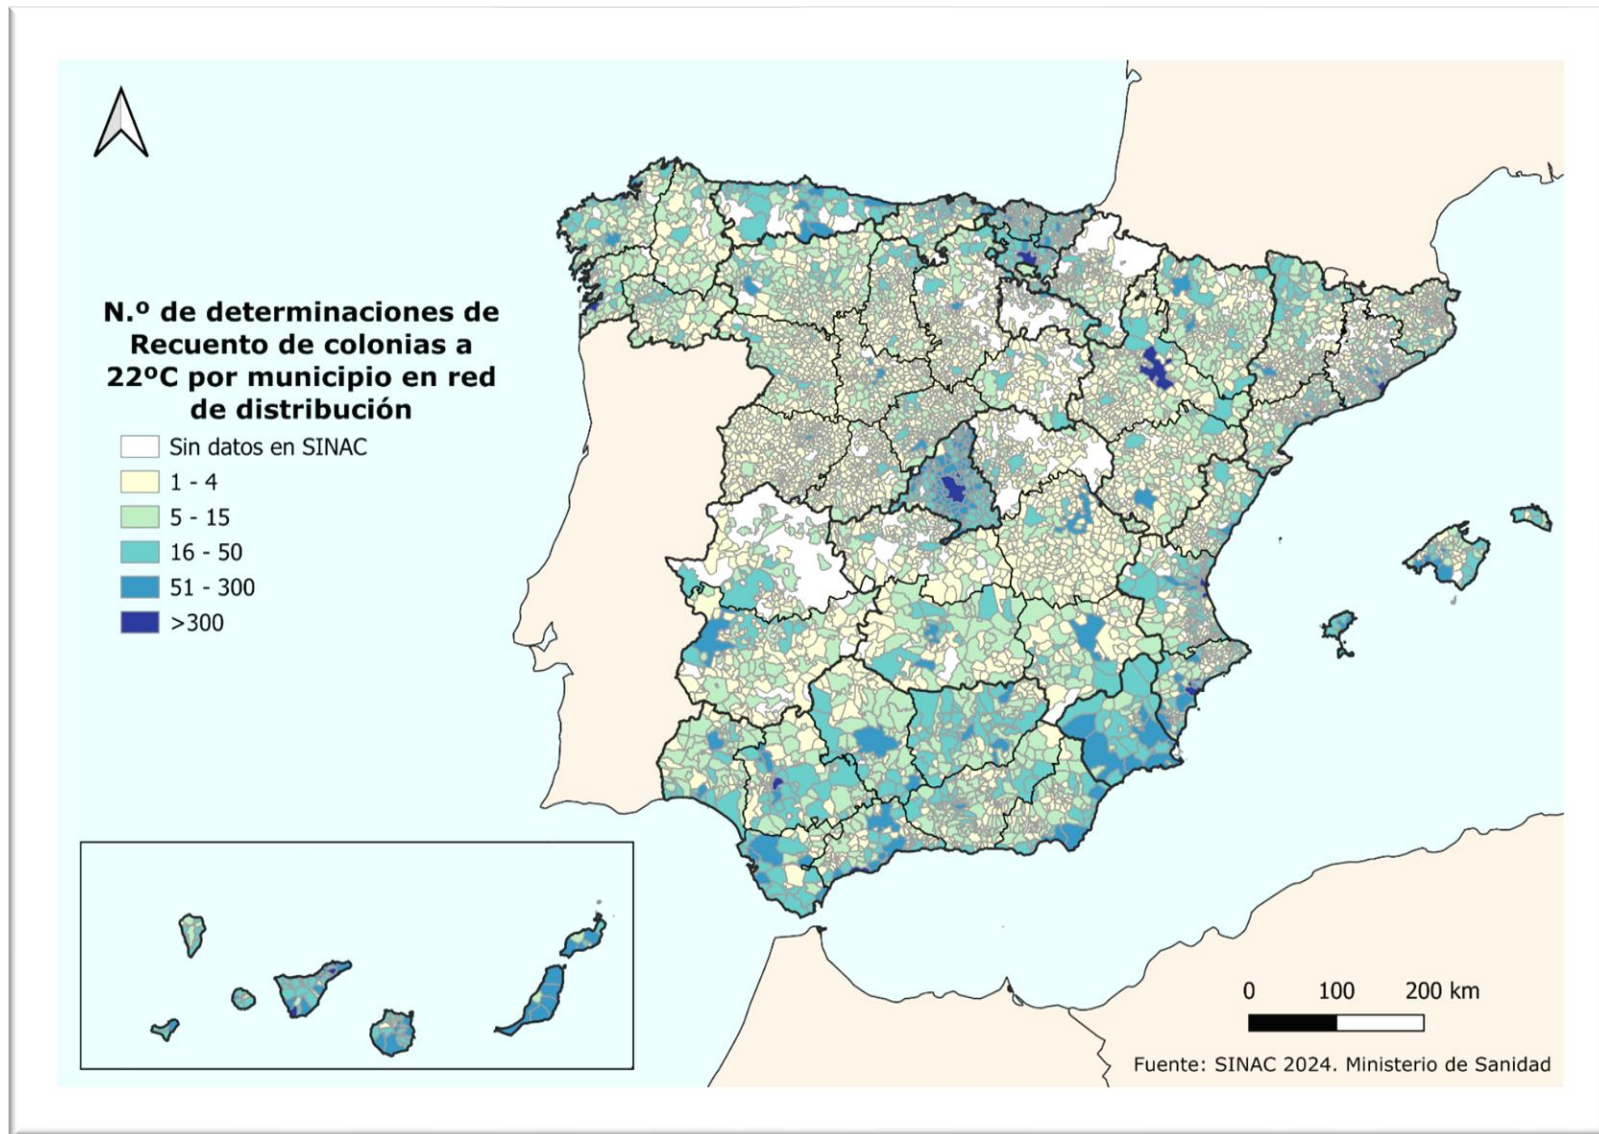 N.º de determinaciones de
Recuento de colonias a
22ºC por municipio en red
de distribución
Sin datos en SINAC
1 - 4
5 - 15
16 - 50
51 - 300
>300
0 100 200 km
Fuente: SINAC 2024. Ministerio de Sanidad